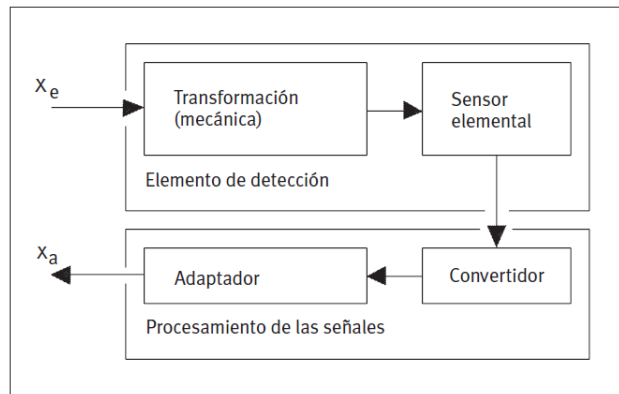 Xe
Transformación
(mecánica)
Sensor
elemental
Elemento de detección
Xa
Adaptador
Convertidor
Procesamiento de las señales